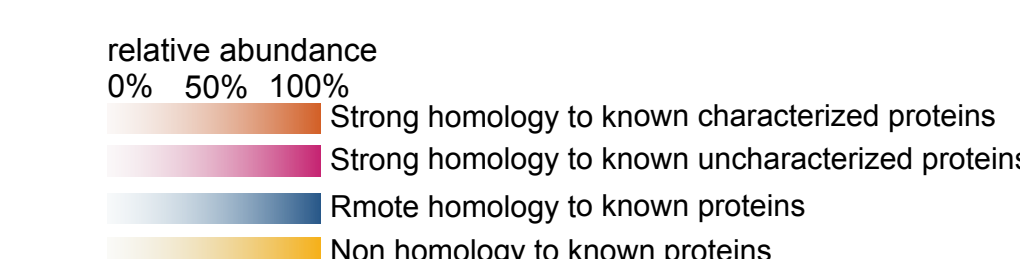 relative abundance
0% 50% 100%
Strong homology to known characterized proteins
Strong homology to known uncharacterized proteins
Rmote homology to known proteins
Non homology to known proteins